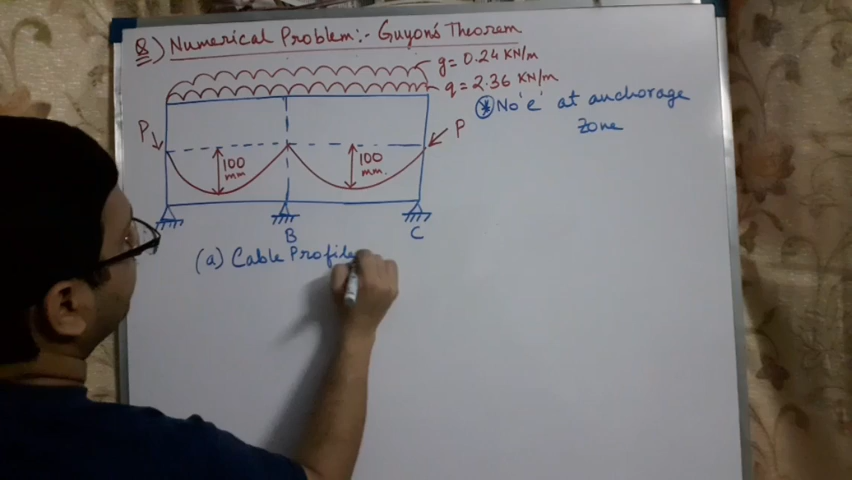 Q) Numerical Problem:- Guyon's Theorem
g = 0.24 KN/m
q = 2.36 KN/m
* No 'e' at anchorage
zone
P
P
100
mm
100
mm.
B
C
(a) Cable Profile